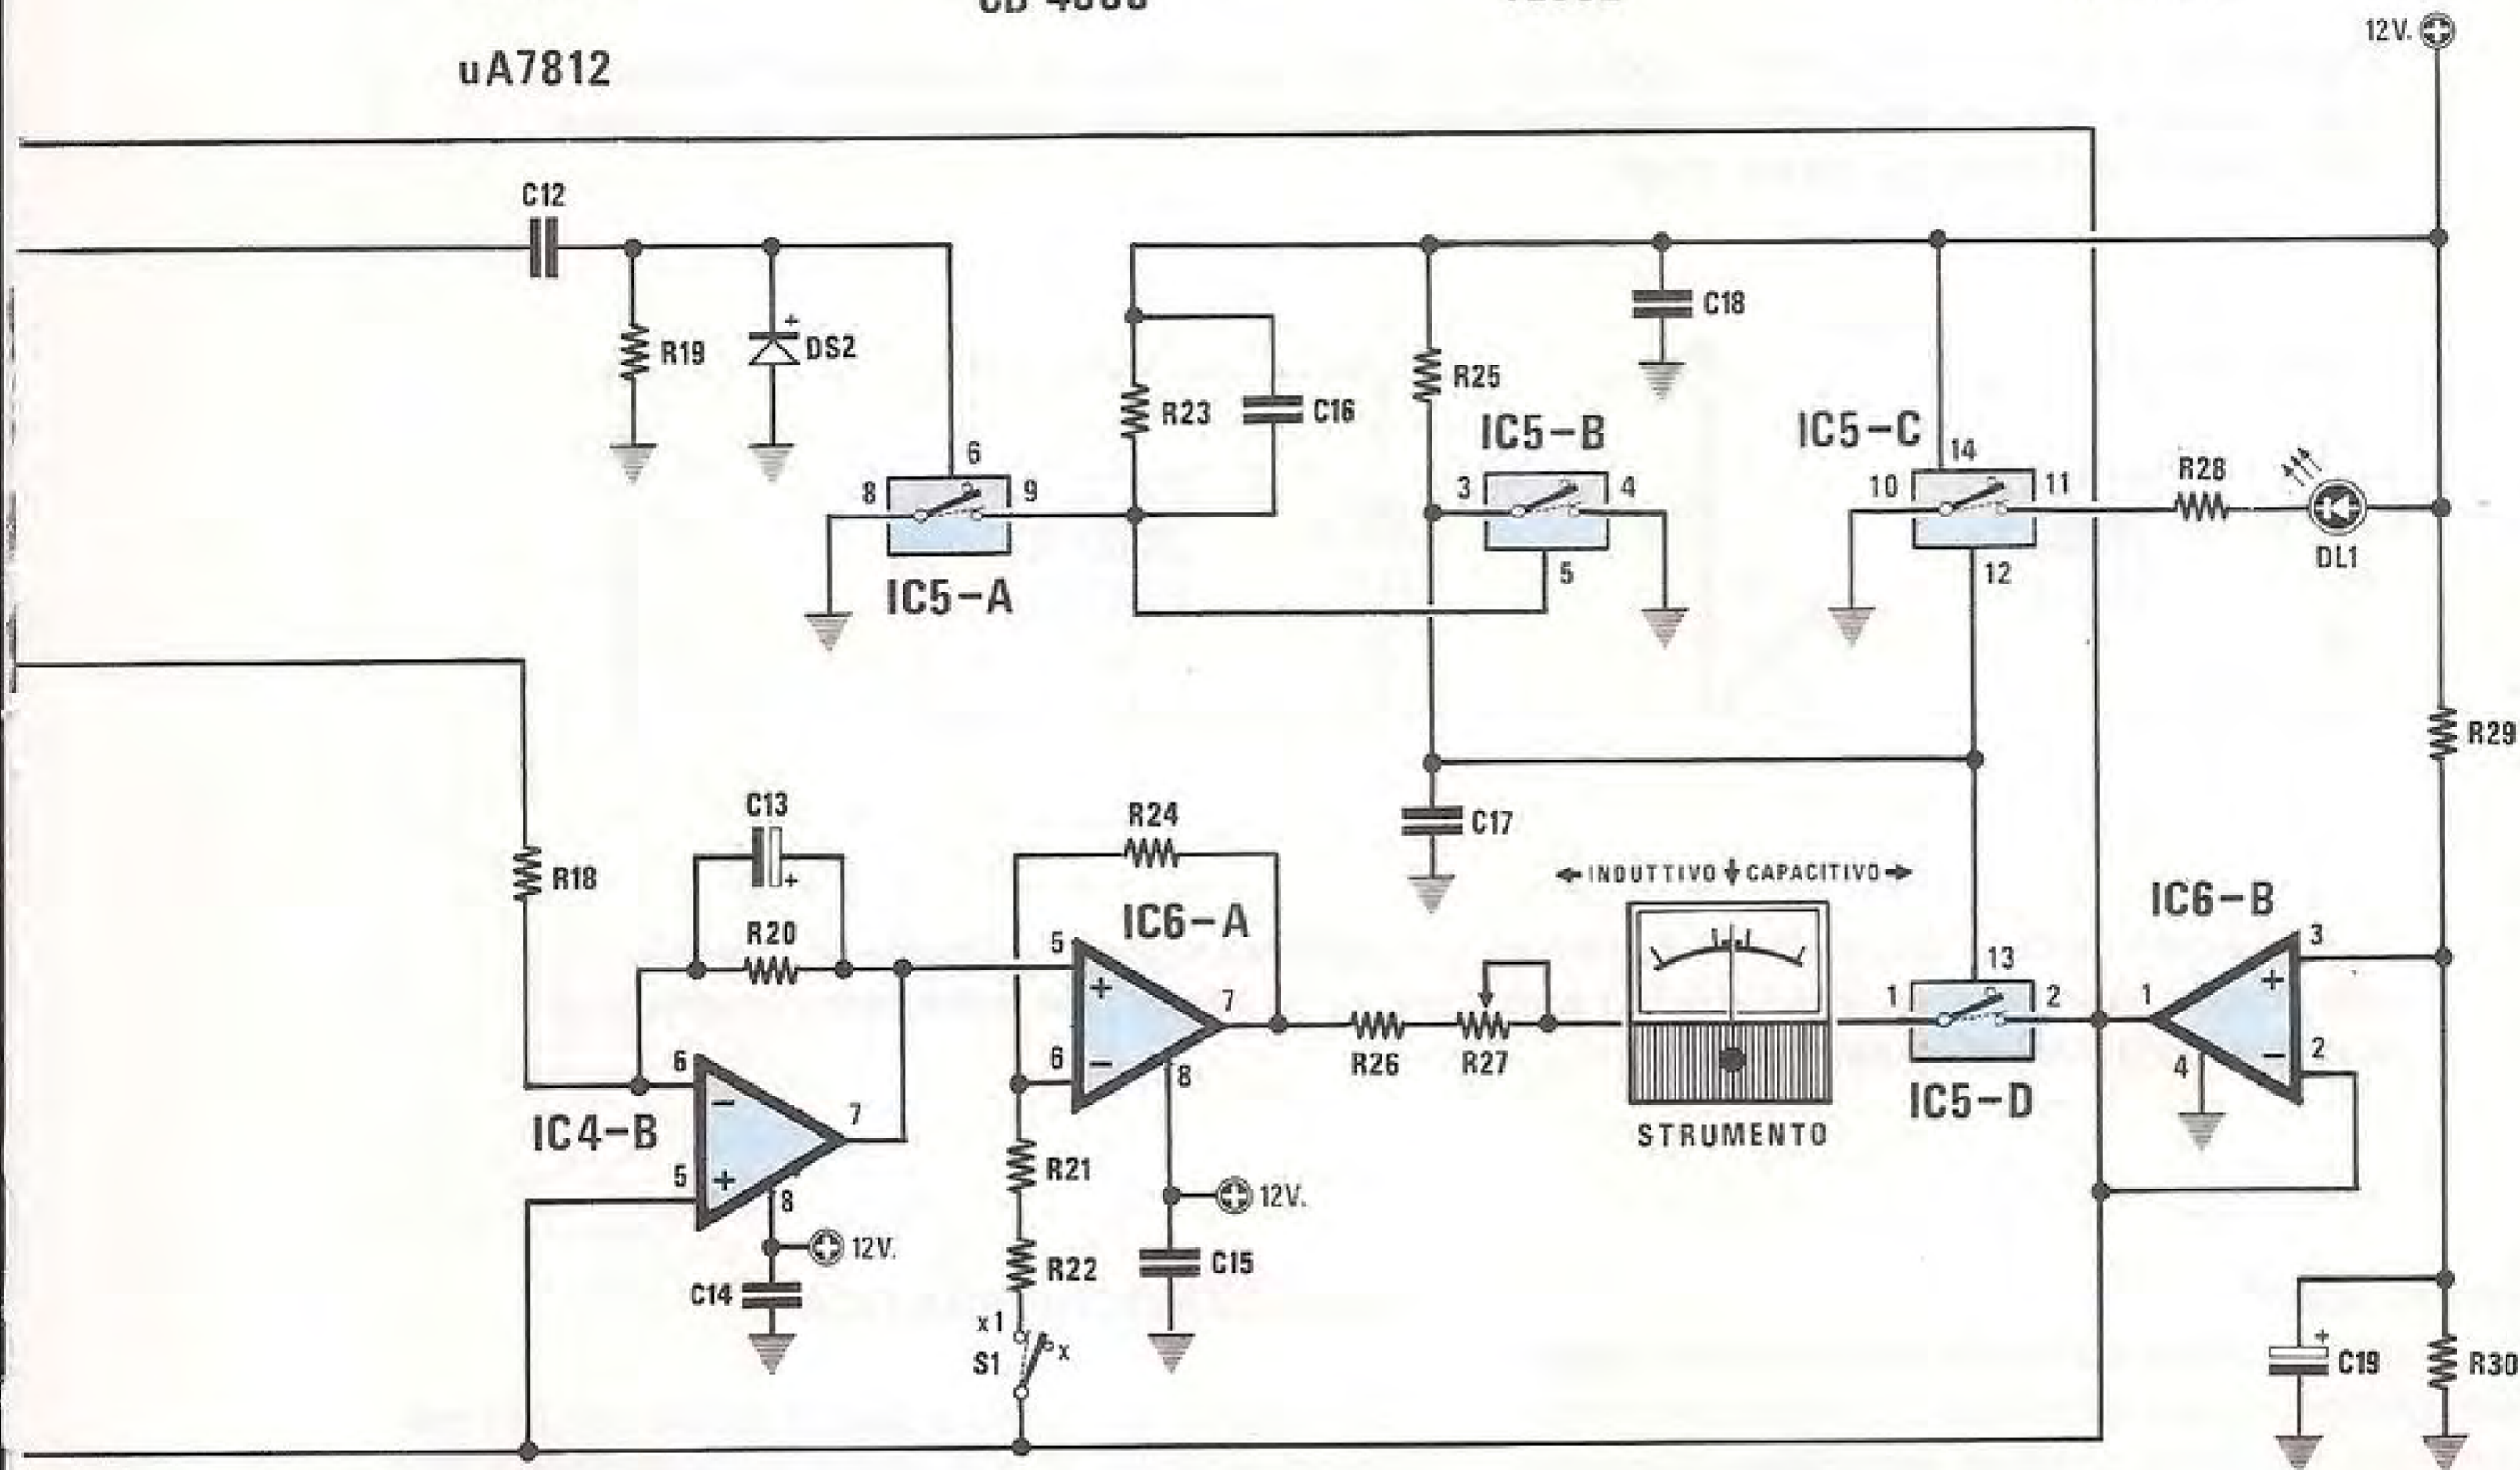 uA7812
12V.
C12
R19
+
DS2
6
8
9
IC5-A
R23
C16
R25
C18
IC5-B
3
4
5
IC5-C
14
10
11
12
R28
DL1
R29
R18
C13
+
R20
IC4-B
6
−
5
+
7
8
12V.
C14
R24
IC6-A
5
+
6
−
7
8
R21
R22
x1
S1
x
12V.
C15
C17
R26
R27
INDUTTIVO CAPACITIVO
STRUMENTO
13
1
2
IC5-D
IC6-B
3
+
1
−
2
4
+
C19
R30